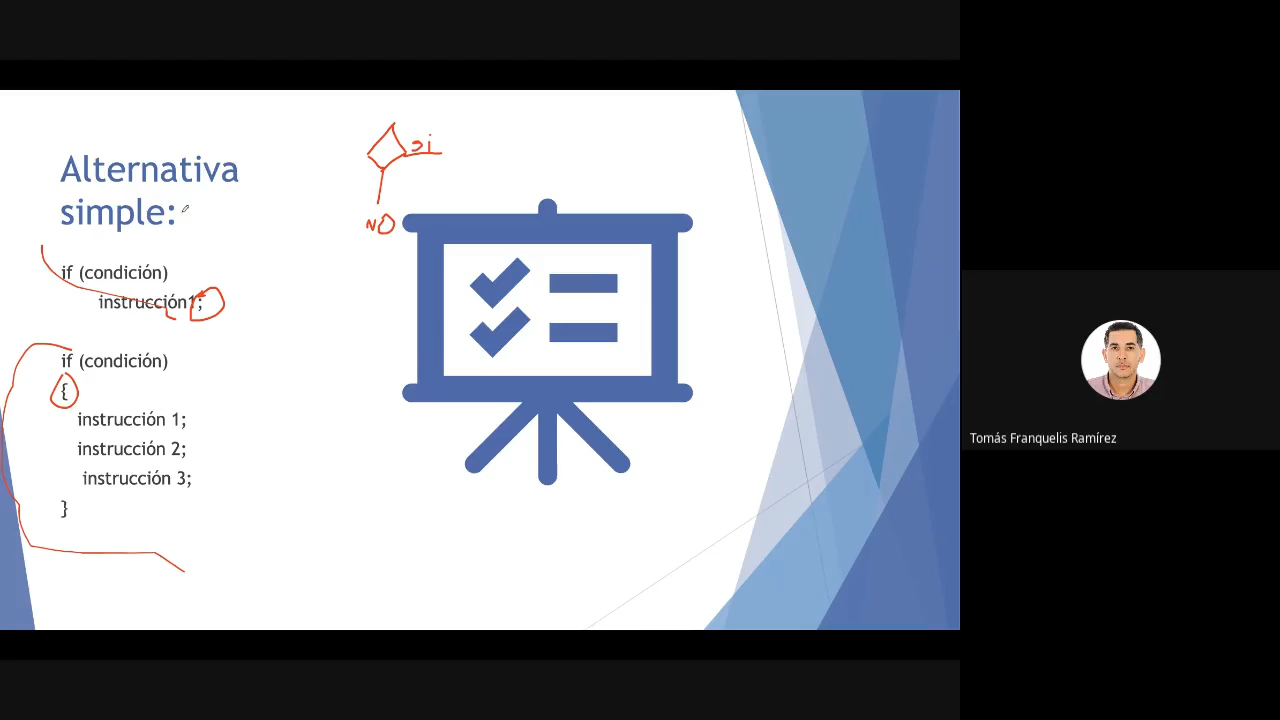 Alternativa
simple:
if (condición)
instrucción1;
if (condición)
{
instrucción 1;
instrucción 2;
instrucción 3;
}
si
NO
Tomás Franquelis Ramírez